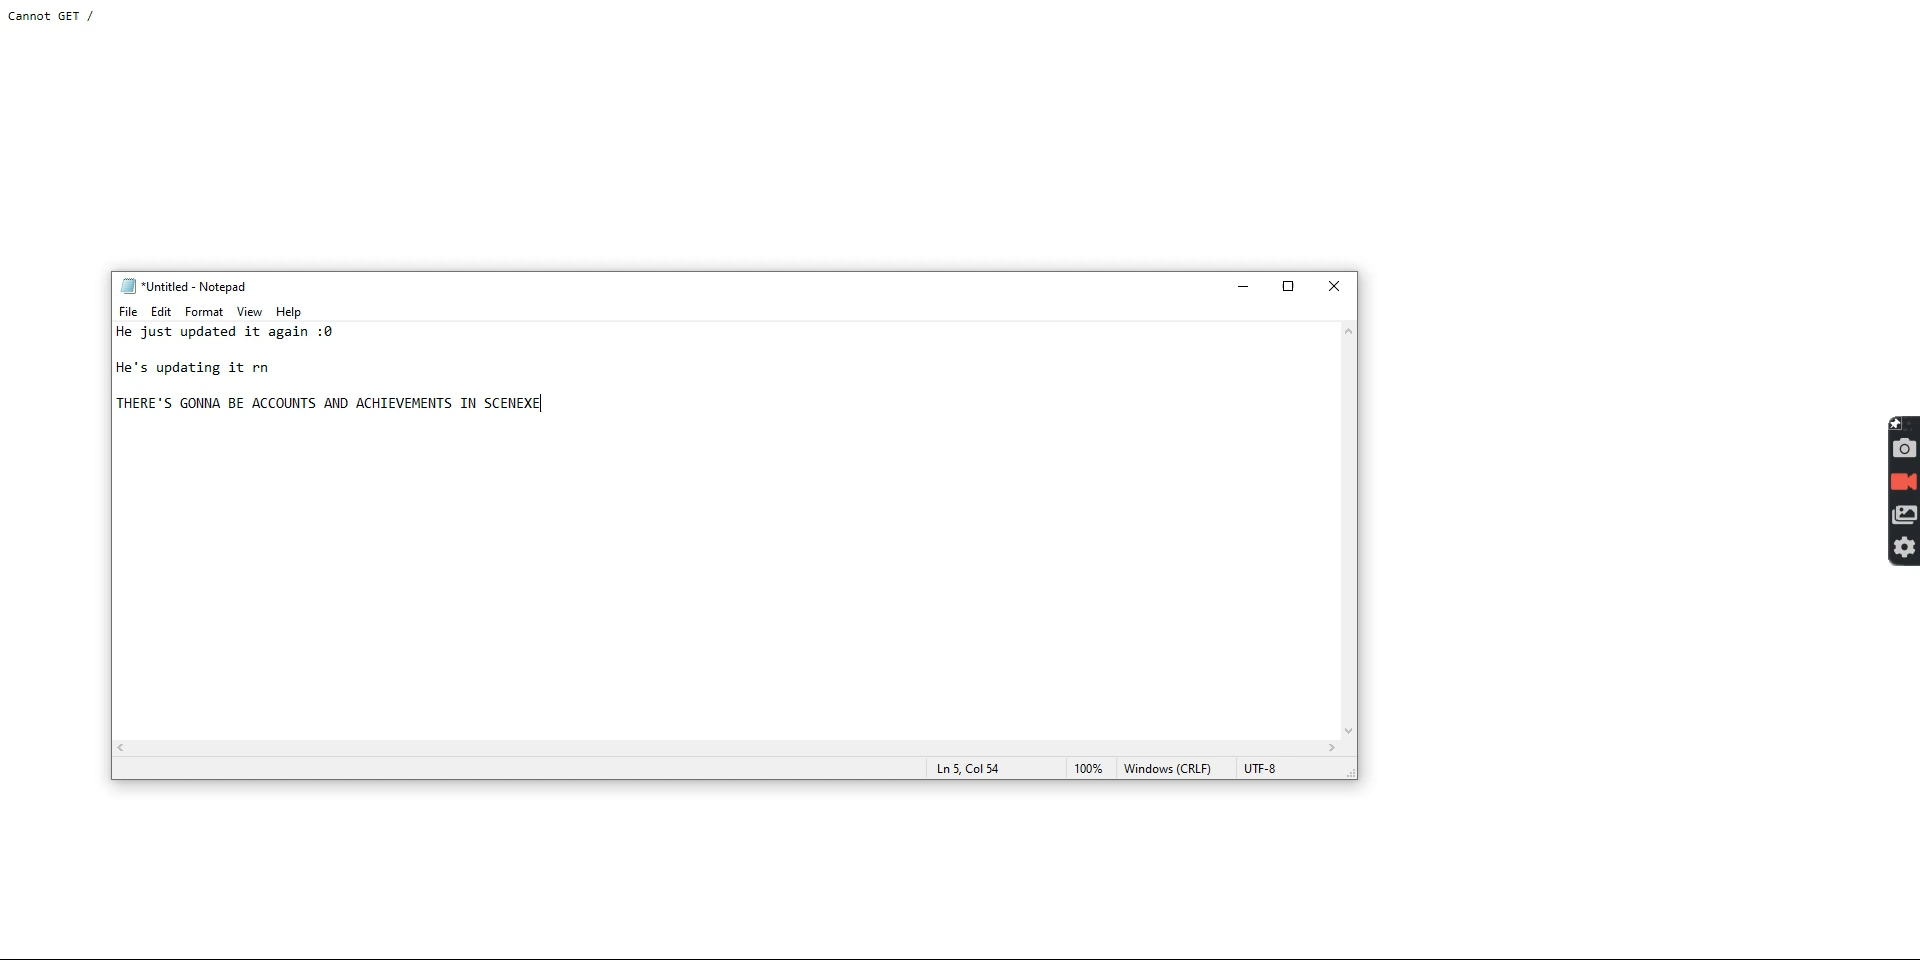 Cannot GET /
*Untitled - Notepad
File Edit Format View Help
He just updated it again :0
He's updating it rn
THERE'S GONNA BE ACCOUNTS AND ACHIEVEMENTS IN SCENEXE
Ln 5, Col 54 100% Windows (CRLF) UTF-8